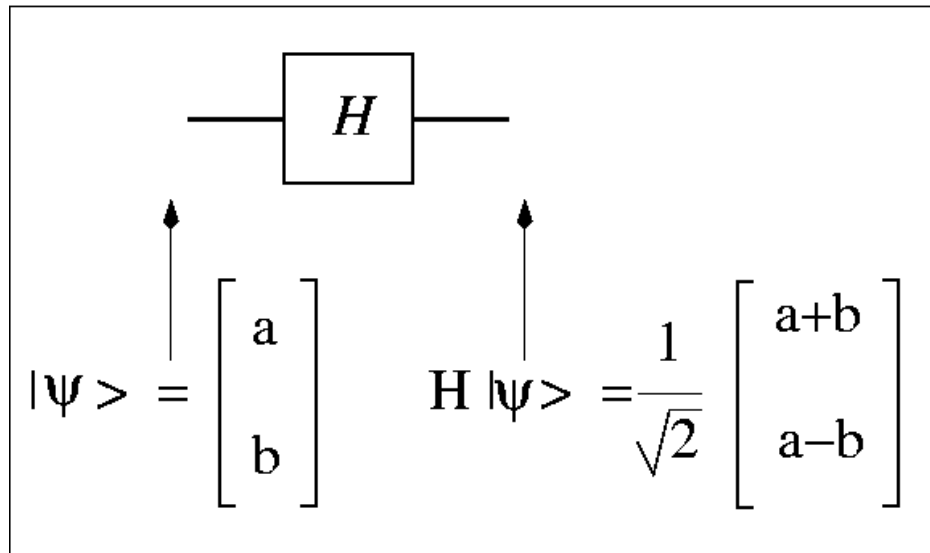 H
|ψ> = [ a b ]
H |ψ> = 1/√2 [ a+b a−b ]